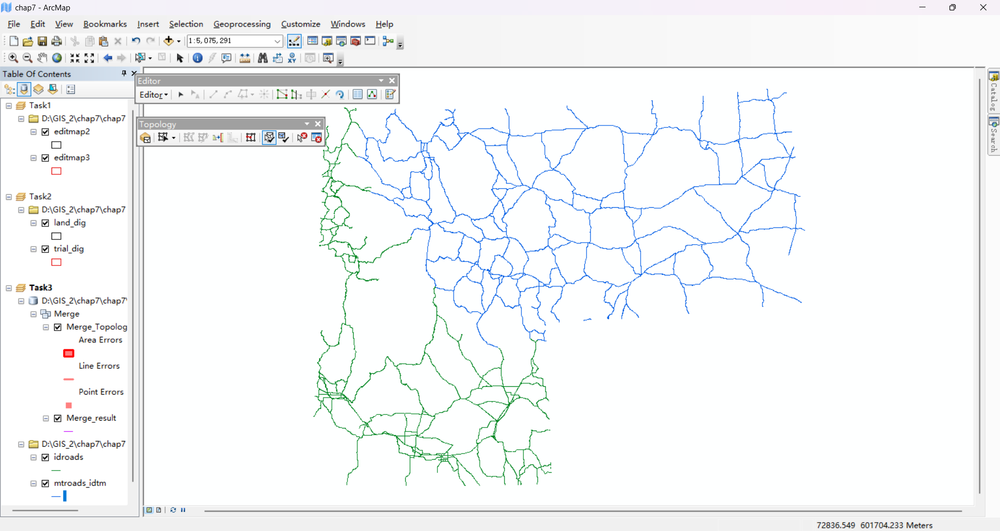 chap7 - ArcMap
File Edit View Bookmarks Insert Selection Geoprocessing Customize Windows Help
1:5,075,291
Table Of Contents
Editor
Editor
Topology
Task1
D:\GIS_2\chap7\chap7
editmap2
editmap3
Task2
D:\GIS_2\chap7\chap7
land_dig
trial_dig
Task3
D:\GIS_2\chap7\chap7\
Merge
Merge_Topolog
Area Errors
Line Errors
Point Errors
Merge_result
D:\GIS_2\chap7\chap7
idroads
mtroads_idtm
Catalog
Search
72836.549 601704.233 Meters